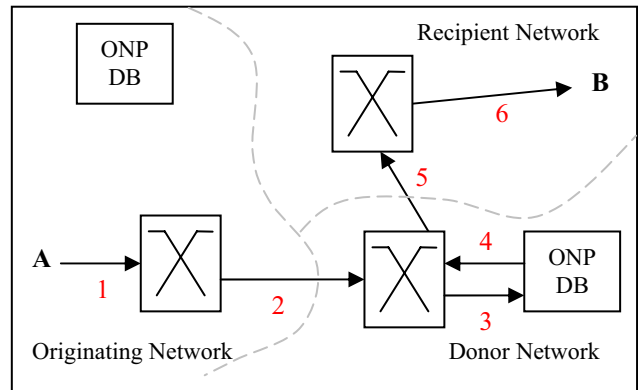 ONP
DB
Recipient Network
B
6
5
A
1
2
4
3
ONP
DB
Originating Network
Donor Network